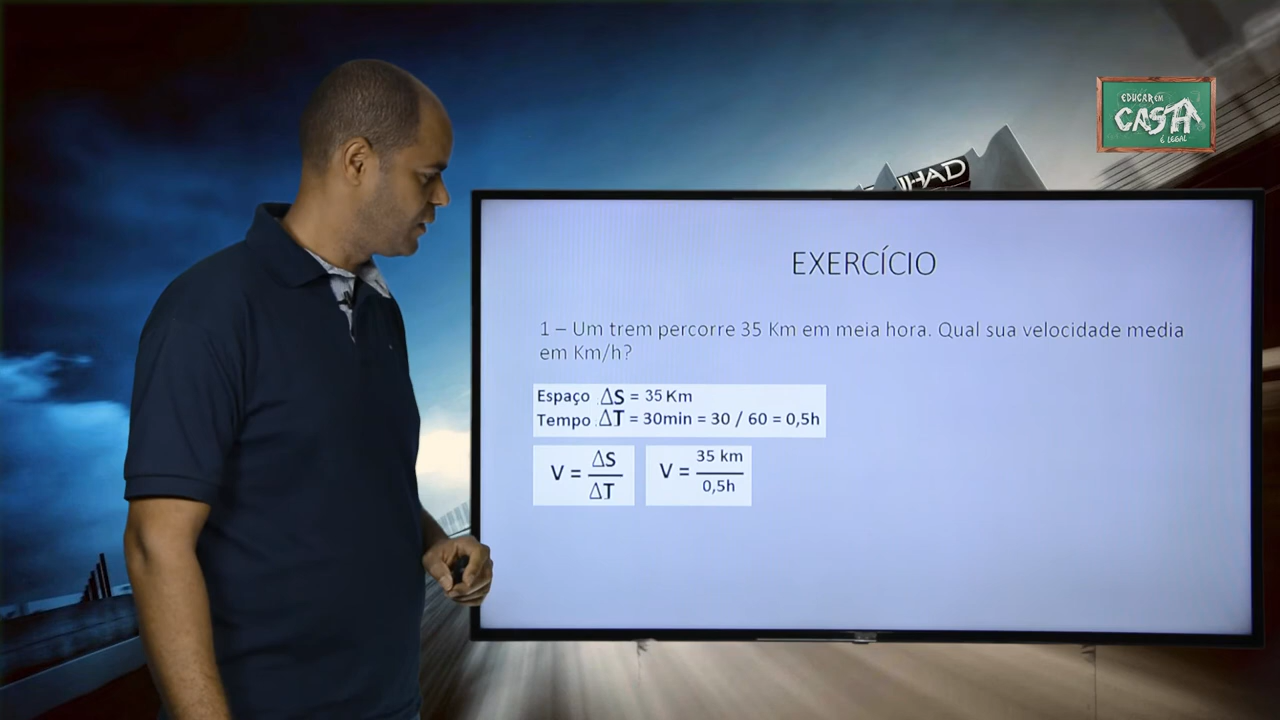 EDUCAR EM
CASA
É LEGAL
IHAD
EXERCÍCIO
1 – Um trem percorre 35 Km em meia hora. Qual sua velocidade media
em Km/h?
Espaço ΔS = 35 Km
Tempo ΔT = 30min = 30 / 60 = 0,5h
V = ΔS / ΔT
V = 35 km / 0,5h